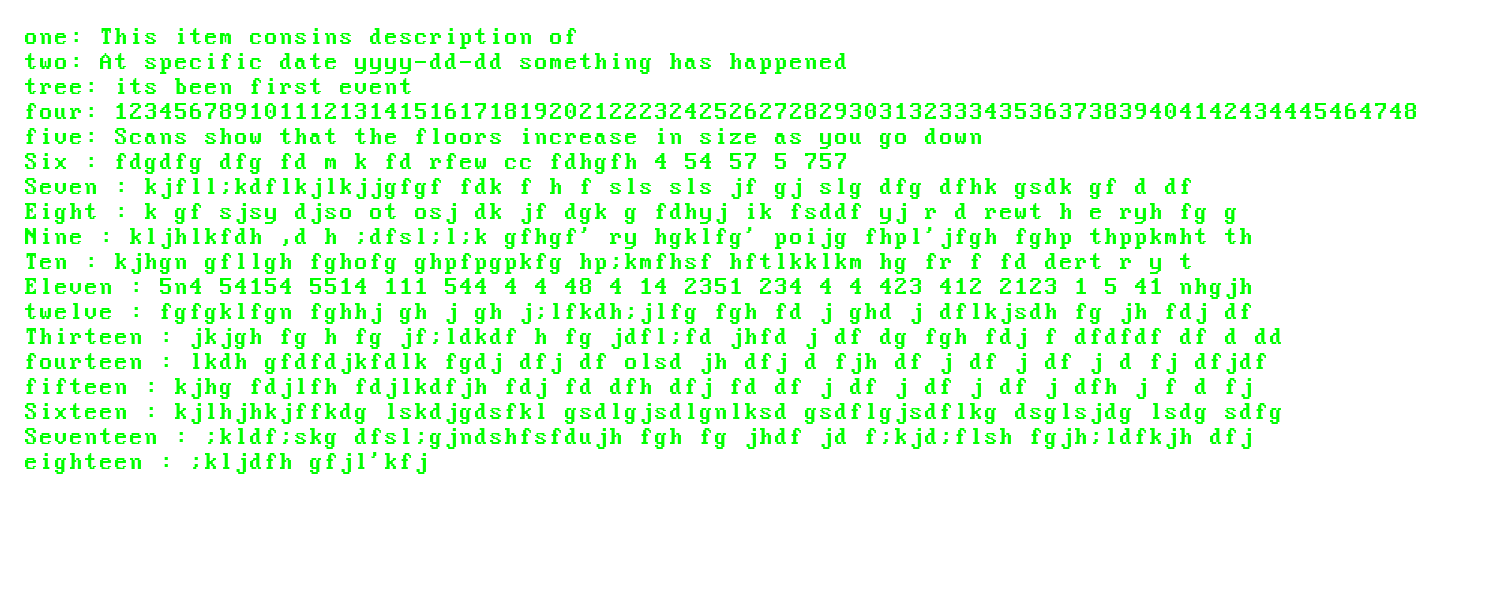 one: This item consins description of
two: At specific date yyyy-dd-dd something has happened
tree: its been first event
four: 123456789101112131415161718192021222324252627282930313233343536373839404142434445464748
five: Scans show that the floors increase in size as you go down
Six : fdgdfg dfg fd m k fd rfew cc fdhgfh 4 54 57 5 757
Seven : kjfll;kdflkjlkjjgfgf fdk f h f sls sls jf gj slg dfg dfhk gsdk gf d df
Eight : k gf sjsy djso ot osj dk jf dgk g fdhyj ik fsddf yj r d rewt h e ryh fg g
Nine : kljhlkfdh ,d h ;dfsl;l;k gfhgf' ry hgklfg' poijg fhpl'jfgh fghp thppkmht th
Ten : kjhgn gfllgh fghofg ghpfpgpkfg hp;kmfhsf hftlkklkm hg fr f fd dert r y t
Eleven : 5n4 54154 5514 111 544 4 4 48 4 14 2351 234 4 4 423 412 2123 1 5 41 nhgjh
twelve : fgfgklfgn fghhj gh j gh j;lfkdh;jlfg fgh fd j ghd j dflkjsdh fg jh fdj df
Thirteen : jkjgh fg h fg jf;ldkdf h fg jdfl;fd jhfd j df dg fgh fdj f dfdfdf df d dd
fourteen : lkdh gfdfdjkfdlk fgdj dfj df olsd jh dfj d fjh df j df j df j d fj dfjdf
fifteen : kjhg fdjlfh fdjlkdfjh fdj fd dfh dfj fd df j df j df j df j dfh j f d fj
Sixteen : kjlhjhkjffkdg lskdjgdsfkl gsdlgjsdlgnlksd gsdflgjsdflkg dsglsjdg lsdg sdfg
Seventeen : ;kldf;skg dfsl;gjndshfsfdujh fgh fg jhdf jd f;kjd;flsh fgjh;ldfkjh dfj
eighteen : ;kljdfh gfjl'kfj